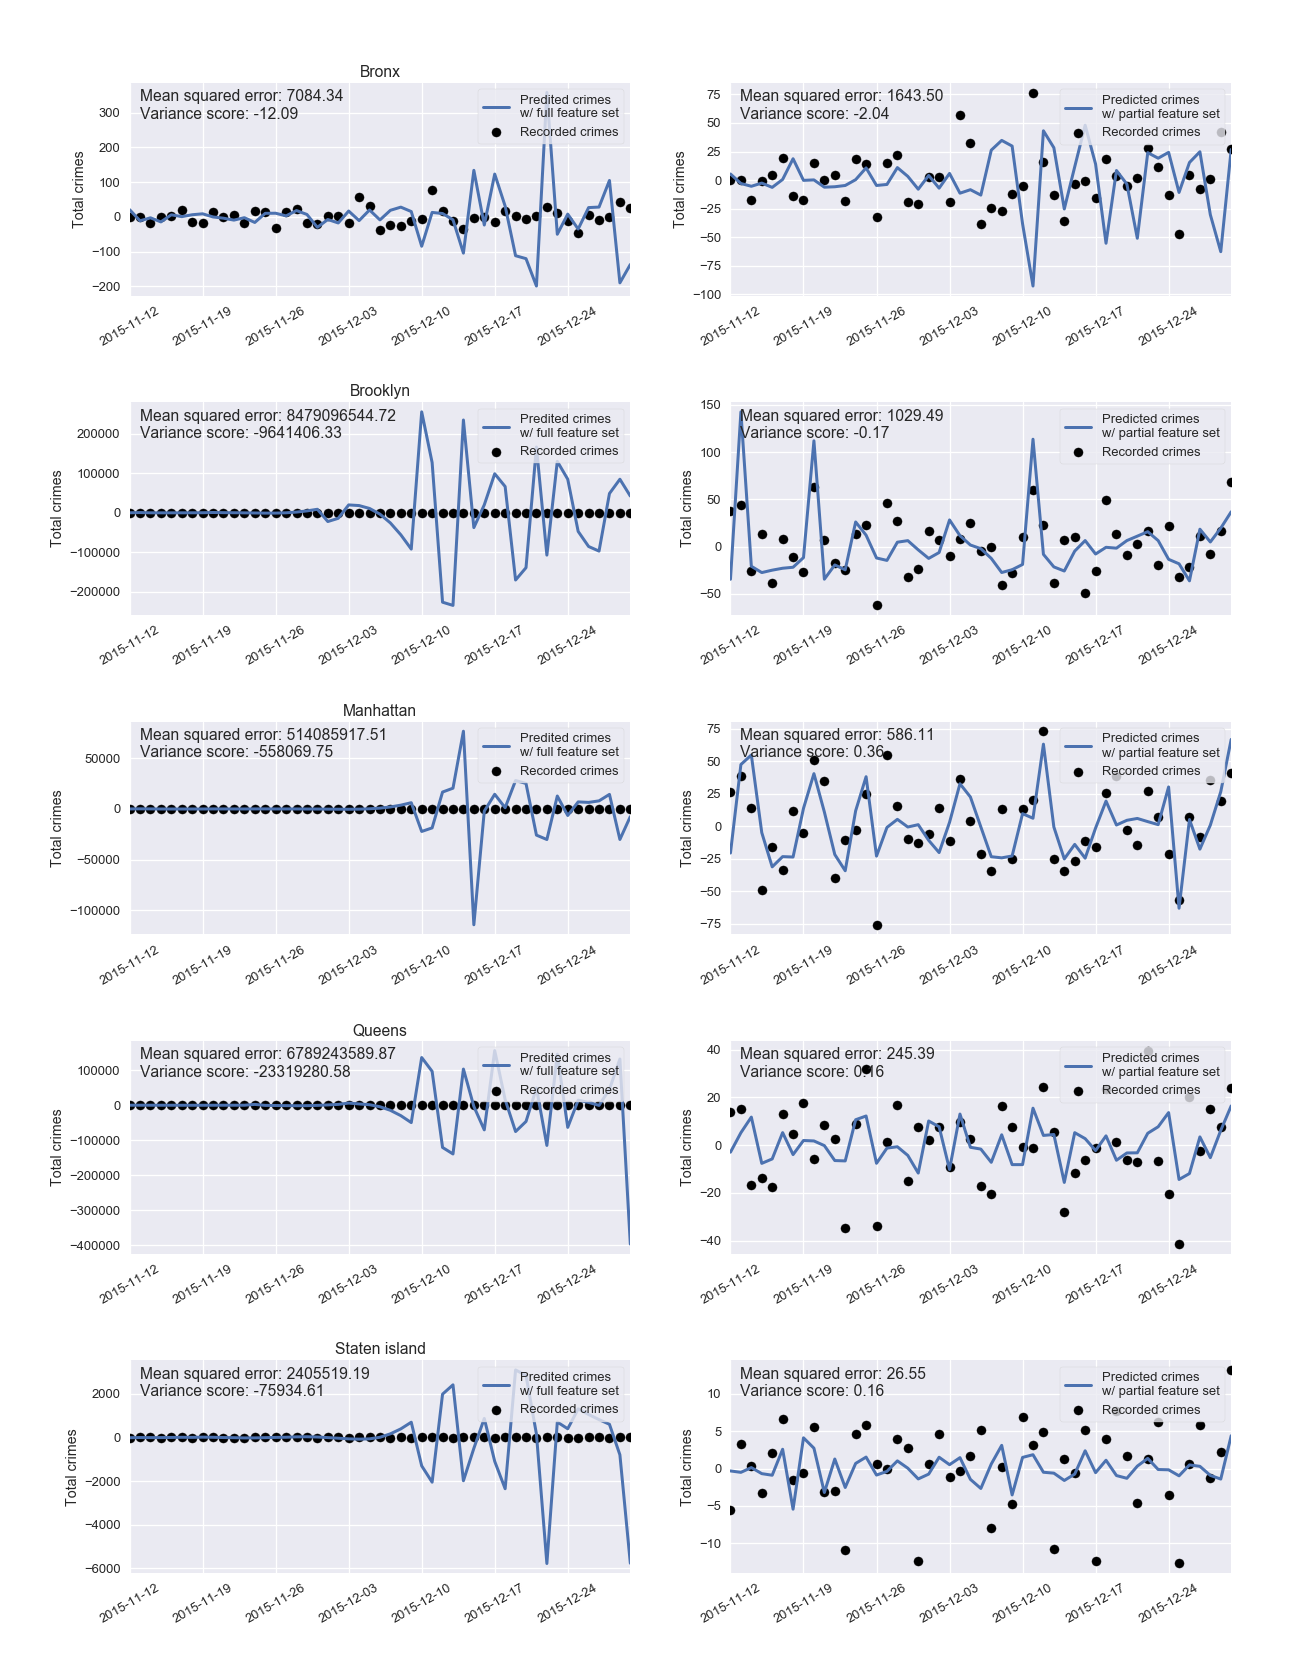 Bronx
Mean squared error: 7084.34
Variance score: -12.09
Predited crimes
w/ full feature set
Recorded crimes
Total crimes
300
200
100
0
−100
−200
2015-11-12
2015-11-19
2015-11-26
2015-12-03
2015-12-10
2015-12-17
2015-12-24
Mean squared error: 1643.50
Variance score: -2.04
Predicted crimes
w/ partial feature set
Recorded crimes
Total crimes
75
50
25
0
−25
−50
−75
−100
2015-11-12
2015-11-19
2015-11-26
2015-12-03
2015-12-10
2015-12-17
2015-12-24
Brooklyn
Mean squared error: 8479096544.72
Variance score: -9641406.33
Predited crimes
w/ full feature set
Recorded crimes
Total crimes
200000
100000
0
−100000
−200000
2015-11-12
2015-11-19
2015-11-26
2015-12-03
2015-12-10
2015-12-17
2015-12-24
Mean squared error: 1029.49
Variance score: -0.17
Predicted crimes
w/ partial feature set
Recorded crimes
Total crimes
150
100
50
0
−50
2015-11-12
2015-11-19
2015-11-26
2015-12-03
2015-12-10
2015-12-17
2015-12-24
Manhattan
Mean squared error: 514085917.51
Variance score: -558069.75
Predited crimes
w/ full feature set
Recorded crimes
Total crimes
50000
0
−50000
−100000
2015-11-12
2015-11-19
2015-11-26
2015-12-03
2015-12-10
2015-12-17
2015-12-24
Mean squared error: 586.11
Variance score: 0.36
Predicted crimes
w/ partial feature set
Recorded crimes
Total crimes
75
50
25
0
−25
−50
−75
2015-11-12
2015-11-19
2015-11-26
2015-12-03
2015-12-10
2015-12-17
2015-12-24
Queens
Mean squared error: 6789243589.87
Variance score: -23319280.58
Predited crimes
w/ full feature set
Recorded crimes
Total crimes
100000
0
−100000
−200000
−300000
−400000
2015-11-12
2015-11-19
2015-11-26
2015-12-03
2015-12-10
2015-12-17
2015-12-24
Mean squared error: 245.39
Variance score: 0.16
Predicted crimes
w/ partial feature set
Recorded crimes
Total crimes
40
20
0
−20
−40
2015-11-12
2015-11-19
2015-11-26
2015-12-03
2015-12-10
2015-12-17
2015-12-24
Staten island
Mean squared error: 2405519.19
Variance score: -75934.61
Predited crimes
w/ full feature set
Recorded crimes
Total crimes
2000
0
−2000
−4000
−6000
2015-11-12
2015-11-19
2015-11-26
2015-12-03
2015-12-10
2015-12-17
2015-12-24
Mean squared error: 26.55
Variance score: 0.16
Predicted crimes
w/ partial feature set
Recorded crimes
Total crimes
10
5
0
−5
−10
2015-11-12
2015-11-19
2015-11-26
2015-12-03
2015-12-10
2015-12-17
2015-12-24